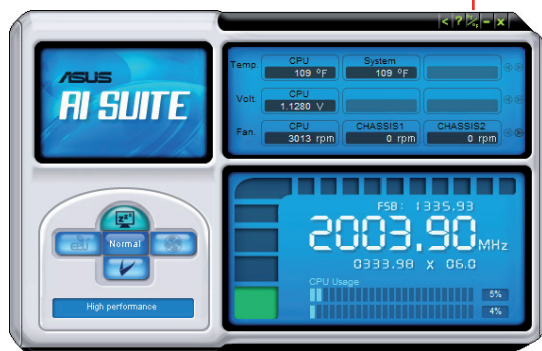 < ? °C/°F - x
ASUS
AI SUITE
Temp. CPU 109 °F System 109 °F
Volt. CPU 1.1280 V
Fan. CPU 3013 rpm CHASSIS1 0 rpm CHASSIS2 0 rpm
FSB: 1335.93
2003.90 MHz
0333.98 x 06.0
CPU Usage
5%
4%
zzz
Normal
High performance